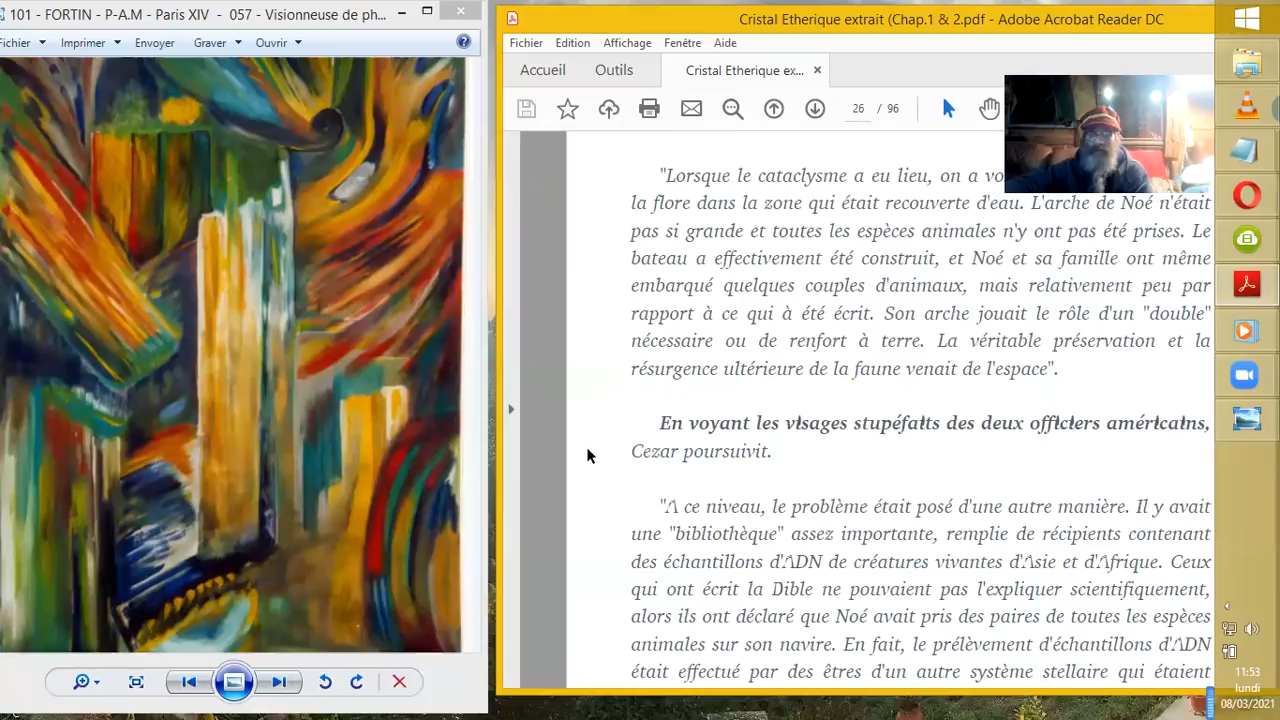 101 - FORTIN - P-A.M - Paris XIV - 057 - Visionneuse de ph...
Fichier Imprimer Envoyer Graver Ouvrir
Cristal Etherique extrait (Chap.1 & 2.pdf - Adobe Acrobat Reader DC
Fichier Edition Affichage Fenêtre Aide
Accueil Outils Cristal Etherique ex...
26 / 96
"Lorsque le cataclysme a eu lieu, on a
la flore dans la zone qui était recouverte d'eau. L'arche de Noé n'était
pas si grande et toutes les espèces animales n'y ont pas été prises. Le
bateau a effectivement été construit, et Noé et sa famille ont même
embarqué quelques couples d'animaux, mais relativement peu par
rapport à ce qui à été écrit. Son arche jouait le rôle d'un "double"
nécessaire ou de renfort à terre. La véritable préservation et la
résurgence ultérieure de la faune venait de l'espace".
En voyant les visages stupéfaits des deux officiers américains,
Cezar poursuivit.
"A ce niveau, le problème était posé d'une autre manière. Il y avait
une "bibliothèque" assez importante, remplie de récipients contenant
des échantillons d'ADN de créatures vivantes d'Asie et d'Afrique. Ceux
qui ont écrit la Bible ne pouvaient pas l'expliquer scientifiquement,
alors ils ont déclaré que Noé avait pris des paires de toutes les espèces
animales sur son navire. En fait, le prélèvement d'échantillons d'ADN
était effectué par des êtres d'un autre système stellaire qui étaient
11:53
lundi
08/03/2021